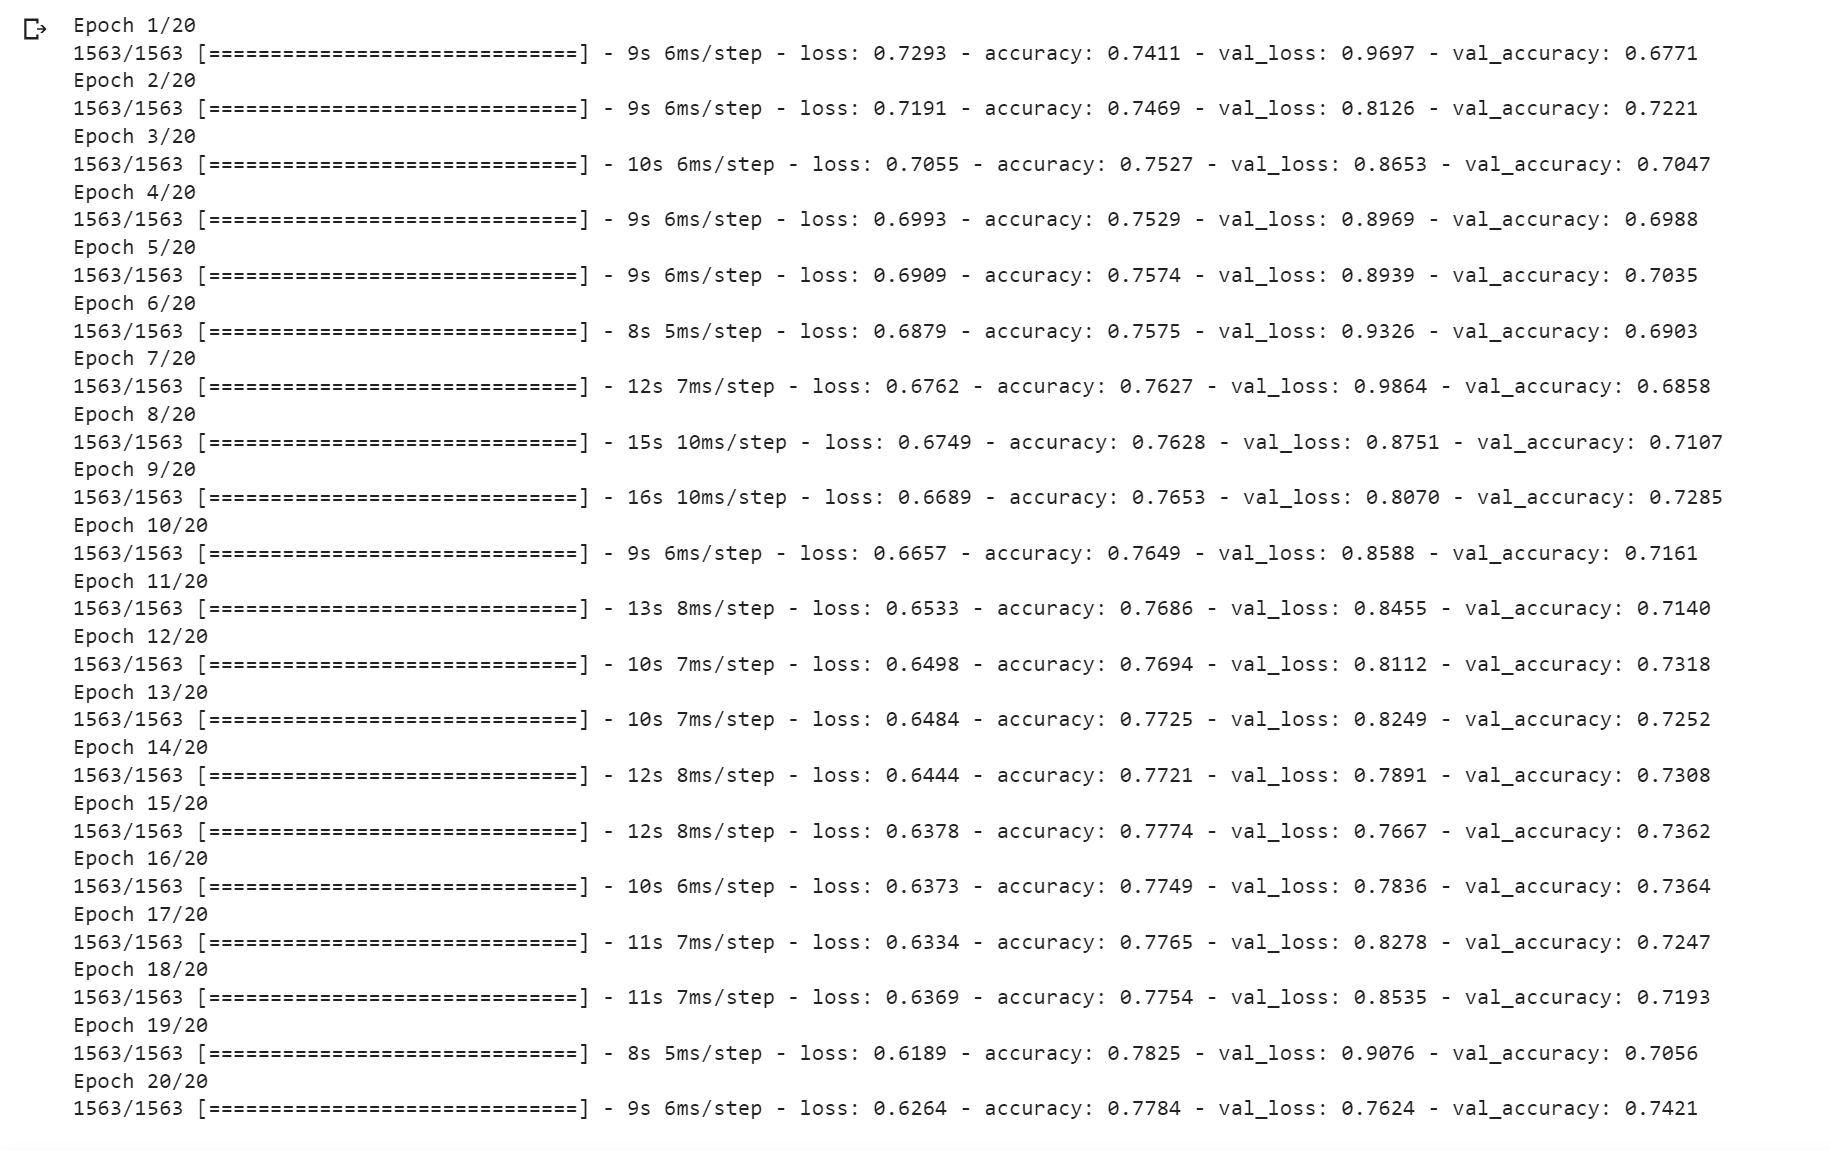 Epoch 1/20
1563/1563 [==============================] - 9s 6ms/step - loss: 0.7293 - accuracy: 0.7411 - val_loss: 0.9697 - val_accuracy: 0.6771
Epoch 2/20
1563/1563 [==============================] - 9s 6ms/step - loss: 0.7191 - accuracy: 0.7469 - val_loss: 0.8126 - val_accuracy: 0.7221
Epoch 3/20
1563/1563 [==============================] - 10s 6ms/step - loss: 0.7055 - accuracy: 0.7527 - val_loss: 0.8653 - val_accuracy: 0.7047
Epoch 4/20
1563/1563 [==============================] - 9s 6ms/step - loss: 0.6993 - accuracy: 0.7529 - val_loss: 0.8969 - val_accuracy: 0.6988
Epoch 5/20
1563/1563 [==============================] - 9s 6ms/step - loss: 0.6909 - accuracy: 0.7574 - val_loss: 0.8939 - val_accuracy: 0.7035
Epoch 6/20
1563/1563 [==============================] - 8s 5ms/step - loss: 0.6879 - accuracy: 0.7575 - val_loss: 0.9326 - val_accuracy: 0.6903
Epoch 7/20
1563/1563 [==============================] - 12s 7ms/step - loss: 0.6762 - accuracy: 0.7627 - val_loss: 0.9864 - val_accuracy: 0.6858
Epoch 8/20
1563/1563 [==============================] - 15s 10ms/step - loss: 0.6749 - accuracy: 0.7628 - val_loss: 0.8751 - val_accuracy: 0.7107
Epoch 9/20
1563/1563 [==============================] - 16s 10ms/step - loss: 0.6689 - accuracy: 0.7653 - val_loss: 0.8070 - val_accuracy: 0.7285
Epoch 10/20
1563/1563 [==============================] - 9s 6ms/step - loss: 0.6657 - accuracy: 0.7649 - val_loss: 0.8588 - val_accuracy: 0.7161
Epoch 11/20
1563/1563 [==============================] - 13s 8ms/step - loss: 0.6533 - accuracy: 0.7686 - val_loss: 0.8455 - val_accuracy: 0.7140
Epoch 12/20
1563/1563 [==============================] - 10s 7ms/step - loss: 0.6498 - accuracy: 0.7694 - val_loss: 0.8112 - val_accuracy: 0.7318
Epoch 13/20
1563/1563 [==============================] - 10s 7ms/step - loss: 0.6484 - accuracy: 0.7725 - val_loss: 0.8249 - val_accuracy: 0.7252
Epoch 14/20
1563/1563 [==============================] - 12s 8ms/step - loss: 0.6444 - accuracy: 0.7721 - val_loss: 0.7891 - val_accuracy: 0.7308
Epoch 15/20
1563/1563 [==============================] - 12s 8ms/step - loss: 0.6378 - accuracy: 0.7774 - val_loss: 0.7667 - val_accuracy: 0.7362
Epoch 16/20
1563/1563 [==============================] - 10s 6ms/step - loss: 0.6373 - accuracy: 0.7749 - val_loss: 0.7836 - val_accuracy: 0.7364
Epoch 17/20
1563/1563 [==============================] - 11s 7ms/step - loss: 0.6334 - accuracy: 0.7765 - val_loss: 0.8278 - val_accuracy: 0.7247
Epoch 18/20
1563/1563 [==============================] - 11s 7ms/step - loss: 0.6369 - accuracy: 0.7754 - val_loss: 0.8535 - val_accuracy: 0.7193
Epoch 19/20
1563/1563 [==============================] - 8s 5ms/step - loss: 0.6189 - accuracy: 0.7825 - val_loss: 0.9076 - val_accuracy: 0.7056
Epoch 20/20
1563/1563 [==============================] - 9s 6ms/step - loss: 0.6264 - accuracy: 0.7784 - val_loss: 0.7624 - val_accuracy: 0.7421